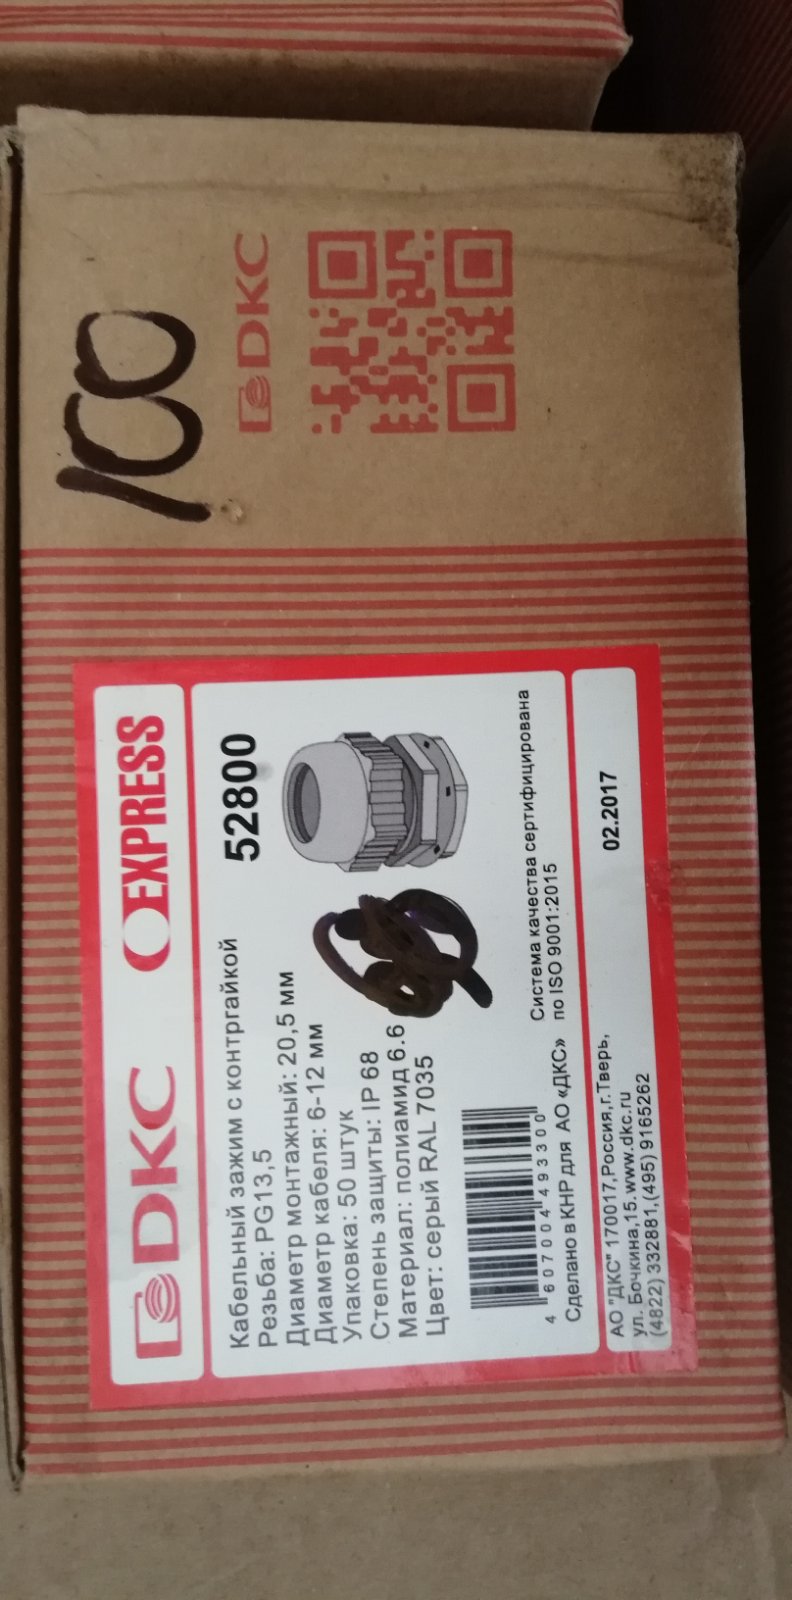 DKC EXPRESS
52800
Кабельный зажим с контргайкой
Резьба: PG13,5
Диаметр монтажный: 20,5 мм
Диаметр кабеля: 6-12 мм
Упаковка: 50 штук
Степень защиты: IP 68
Материал: полиамид 6.6
Цвет: серый RAL 7035
4 607004 493300
Сделано в КНР для АО «ДКС»
Система качества сертифицирована
по ISO 9001:2015
АО "ДКС" 170017,Россия,г.Тверь,
ул. Бочкина,15. www.dkc.ru
(4822) 332881,(495) 9165262
02.2017
100
DKC